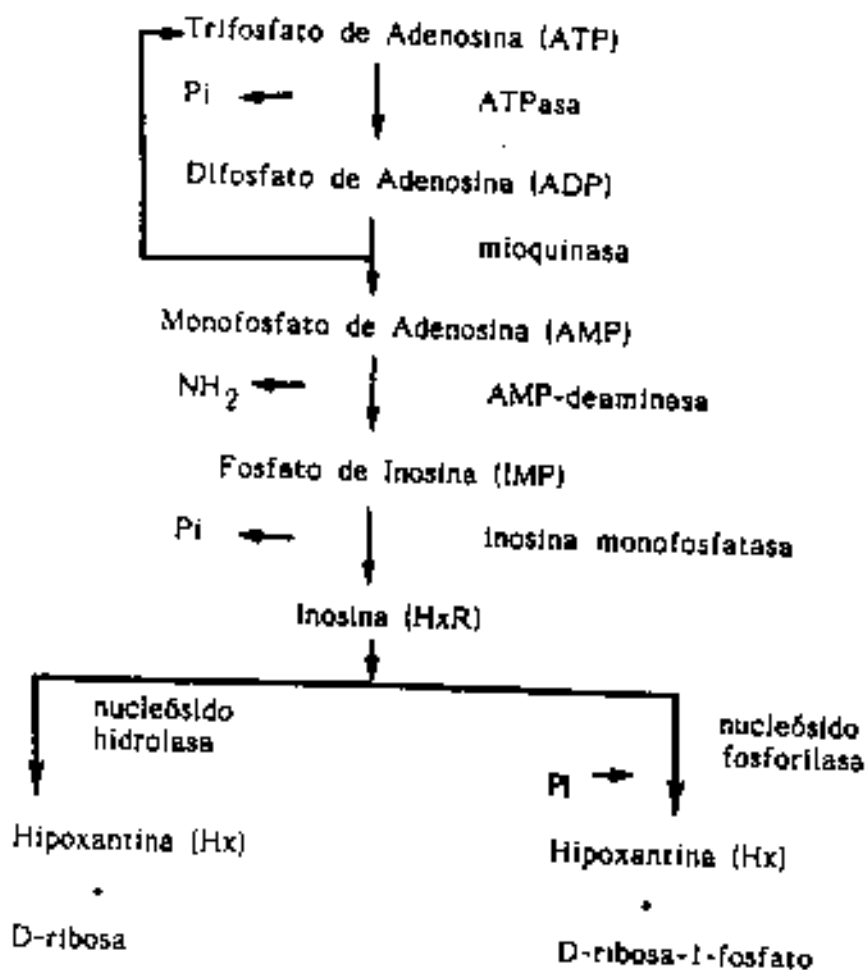 Trifosfato de Adenosina (ATP)
Pi
ATPasa
Difosfato de Adenosina (ADP)
mioquinasa
Monofosfato de Adenosina (AMP)
NH2
AMP-deaminasa
Fosfato de Inosina (IMP)
Pi
inosina monofosfatasa
Inosina (HxR)
nucleósido
hidrolasa
nucleósido
fosforilasa
Pi
Hipoxantina (Hx)
Hipoxantina (Hx)
D-ribosa
D-ribosa-1-fosfato